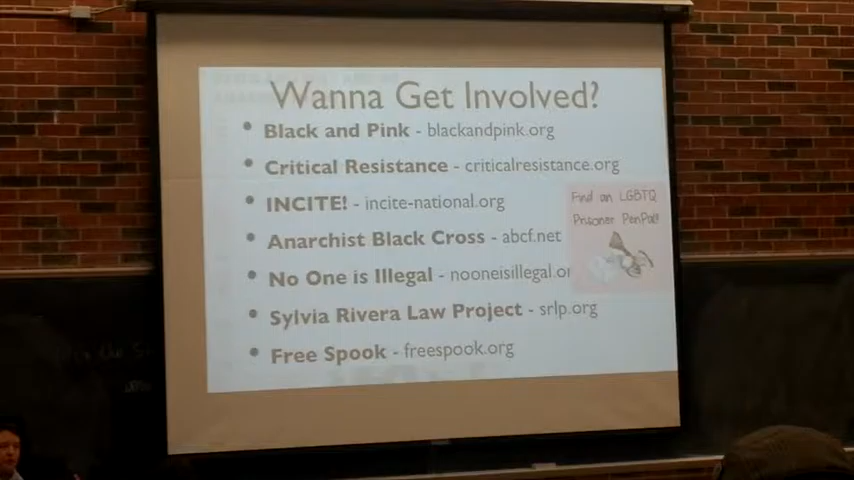 Wanna Get Involved?
• Black and Pink - blackandpink.org
• Critical Resistance - criticalresistance.org
• INCITE! - incite-national.org
• Anarchist Black Cross - abcf.net
• No One is Illegal - nooneisillegal.or
• Sylvia Rivera Law Project - srlp.org
• Free Spook - freespook.org
Find an LGBTQ
Prisoner PenPal!